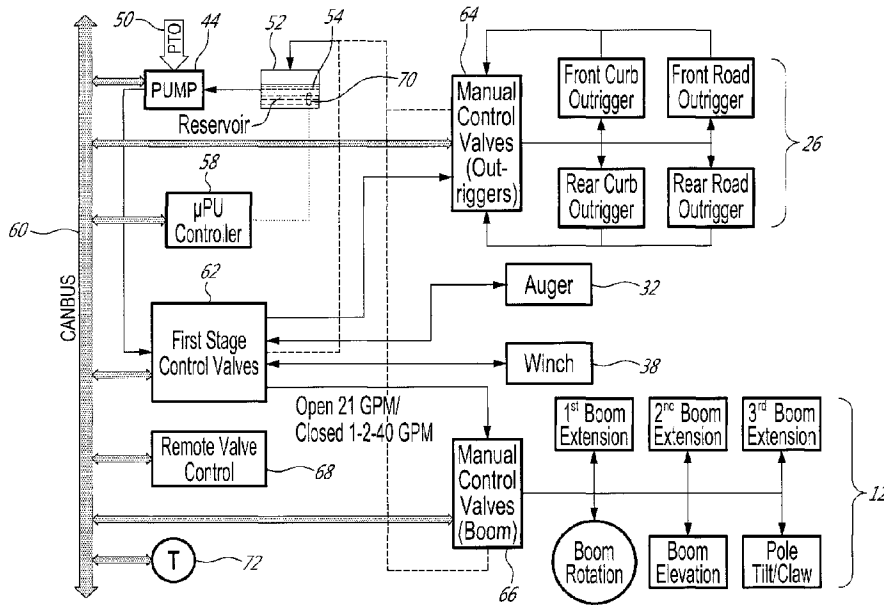 50
PTO
44
52
54
64
PUMP
70
Reservoir
Manual
Control
Valves
(Out-
riggers)
Front Curb
Outrigger
Front Road
Outrigger
26
Rear Curb
Outrigger
Rear Road
Outrigger
58
µPU
Controller
60
CANBUS
62
First Stage
Control Valves
Auger
32
Winch
38
Open 21 GPM/
Closed 1-2-40 GPM
1st Boom
Extension
2nd Boom
Extension
3rd Boom
Extension
Remote Valve
Control
68
Manual
Control
Valves
(Boom)
12
T
72
66
Boom
Rotation
Boom
Elevation
Pole
Tilt/Claw